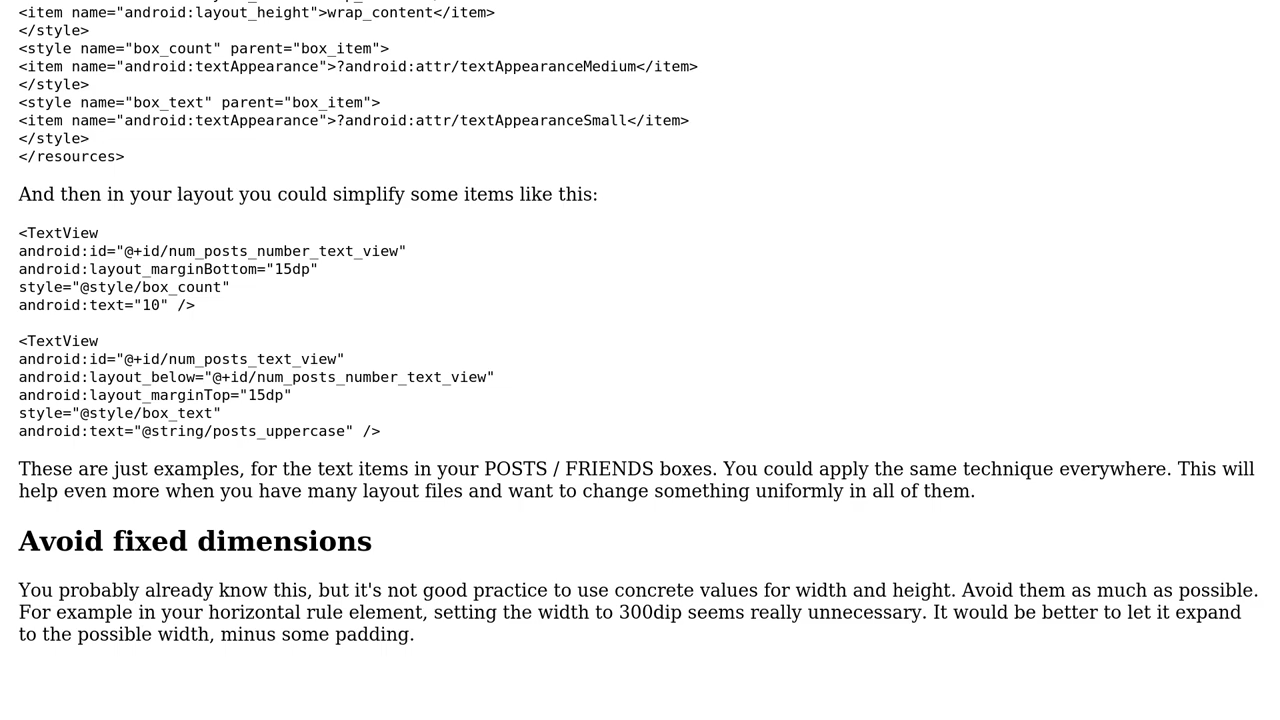 <item name="android:layout_height">wrap_content</item>
</style>
<style name="box_count" parent="box_item">
<item name="android:textAppearance">?android:attr/textAppearanceMedium</item>
</style>
<style name="box_text" parent="box_item">
<item name="android:textAppearance">?android:attr/textAppearanceSmall</item>
</style>
</resources>
And then in your layout you could simplify some items like this:
<TextView
android:id="@+id/num_posts_number_text_view"
android:layout_marginBottom="15dp"
style="@style/box_count"
android:text="10" />
<TextView
android:id="@+id/num_posts_text_view"
android:layout_below="@+id/num_posts_number_text_view"
android:layout_marginTop="15dp"
style="@style/box_text"
android:text="@string/posts_uppercase" />
These are just examples, for the text items in your POSTS / FRIENDS boxes. You could apply the same technique everywhere. This will
help even more when you have many layout files and want to change something uniformly in all of them.
Avoid fixed dimensions
You probably already know this, but it's not good practice to use concrete values for width and height. Avoid them as much as possible.
For example in your horizontal rule element, setting the width to 300dip seems really unnecessary. It would be better to let it expand
to the possible width, minus some padding.